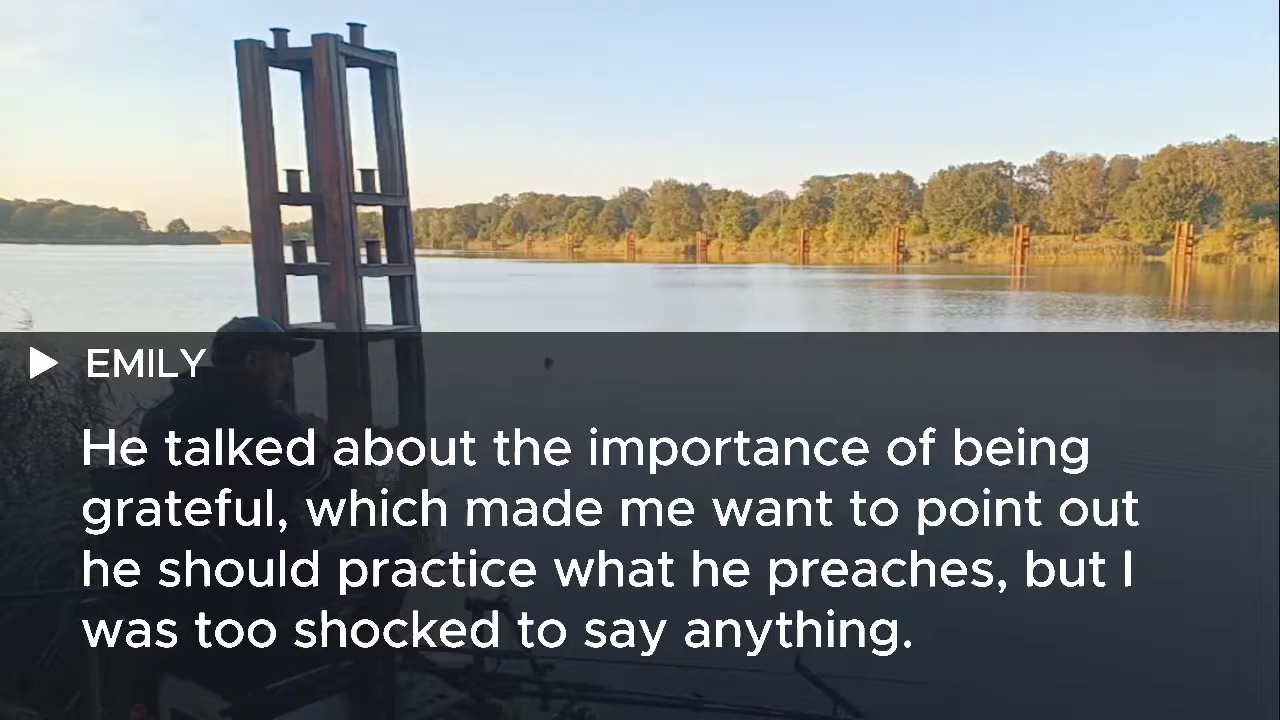 EMILY
He talked about the importance of being
grateful, which made me want to point out
he should practice what he preaches, but I
was too shocked to say anything.